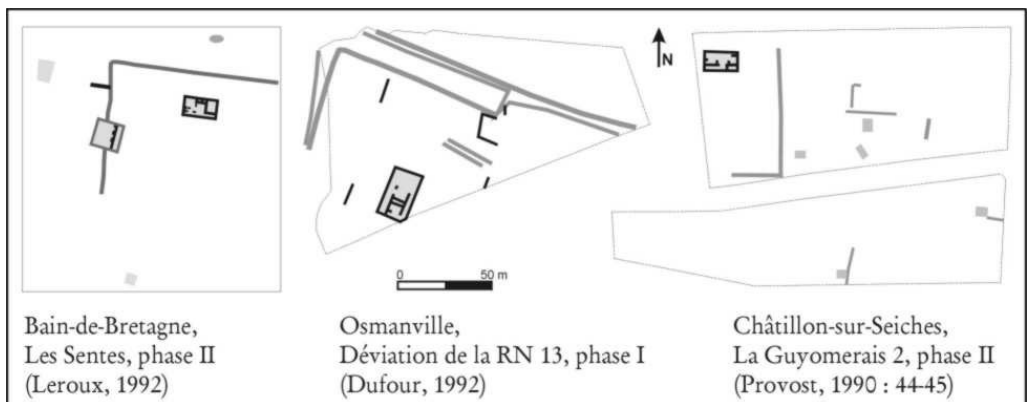 N
0 50 m
Bain-de-Bretagne,
Les Sentes, phase II
(Leroux, 1992)
Osmanville,
Déviation de la RN 13, phase I
(Dufour, 1992)
Châtillon-sur-Seiches,
La Guyomerais 2, phase II
(Provost, 1990 : 44-45)